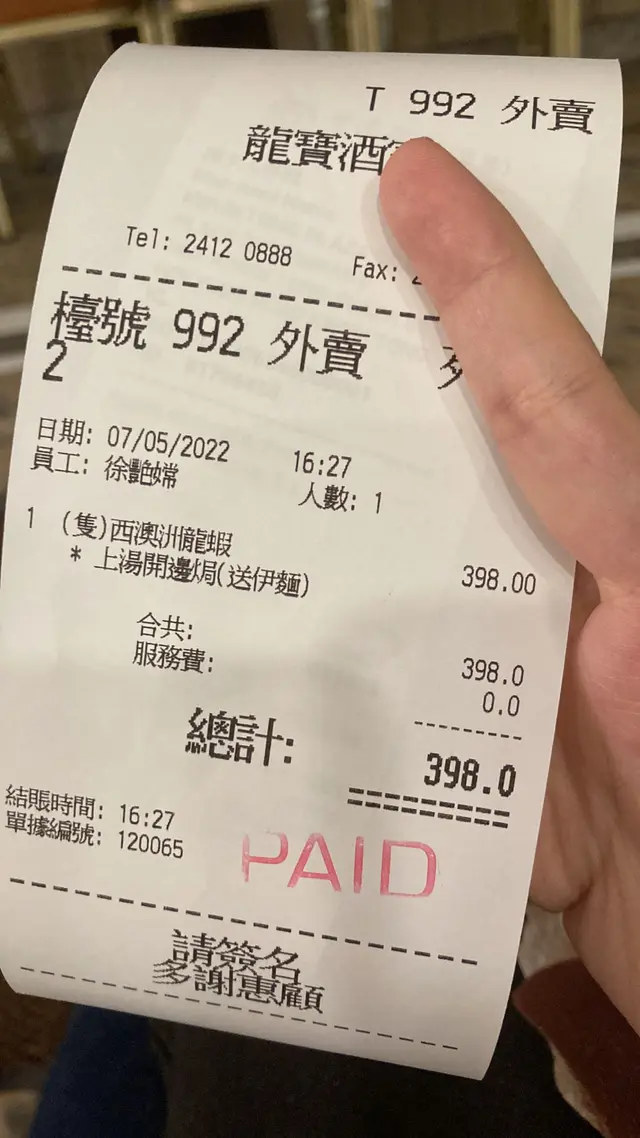 T 992 外賣
龍寶酒
Tel: 2412 0888 Fax:
檯號 992 外賣
2
日期: 07/05/2022 16:27
員工: 徐艷嫦 人數: 1
1 (隻)西澳洲龍蝦 398.00
* 上湯開邊焗(送伊麵)
合共: 398.0
服務費: 0.0
總計: 398.0
結賬時間: 16:27
單據編號: 120065
PAID
請簽名
多謝惠顧